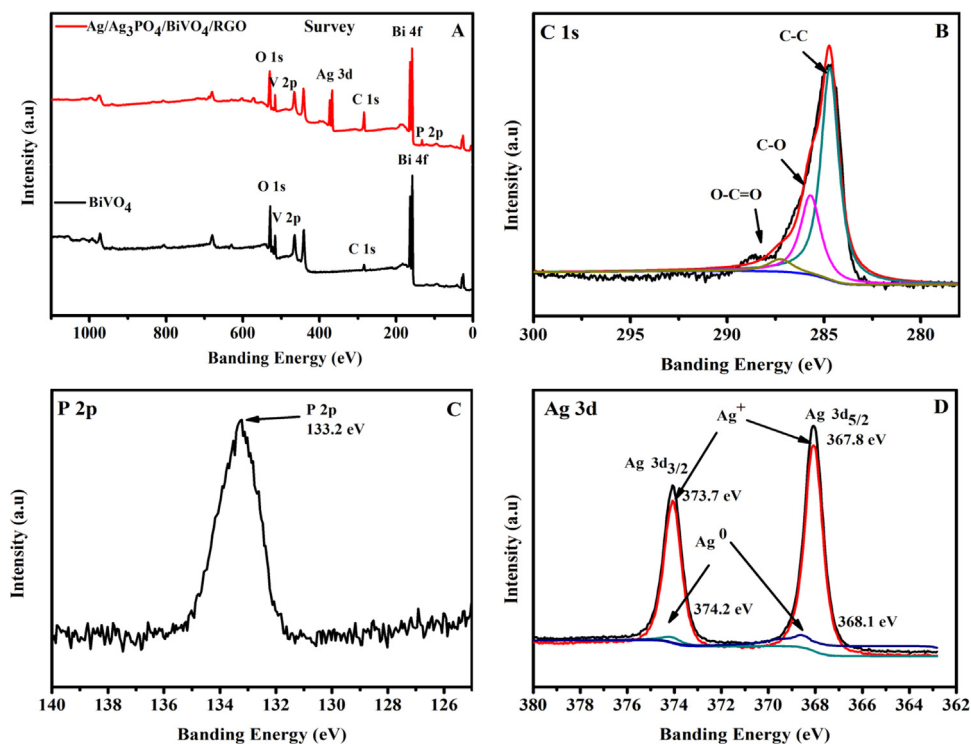 Ag/Ag₃PO₄/BiVO₄/RGO
Survey
A
Bi 4f
O 1s
Ag 3d
V 2p
C 1s
P 2p
Bi 4f
BiVO₄
O 1s
V 2p
C 1s
Intensity (a.u)
1000 800 600 400 200 0
Banding Energy (eV)
C 1s
B
C-C
C-O
O-C=O
Intensity (a.u)
300 295 290 285 280
Banding Energy (eV)
P 2p
C
P 2p
133.2 eV
Intensity (a.u)
140 138 136 134 132 130 128 126
Banding Energy (eV)
Ag 3d
D
Ag⁺
Ag 3d₅/₂
367.8 eV
Ag 3d₃/₂
373.7 eV
Ag⁰
374.2 eV
368.1 eV
Intensity (a.u)
380 378 376 374 372 370 368 366 364 362
Banding Energy (eV)